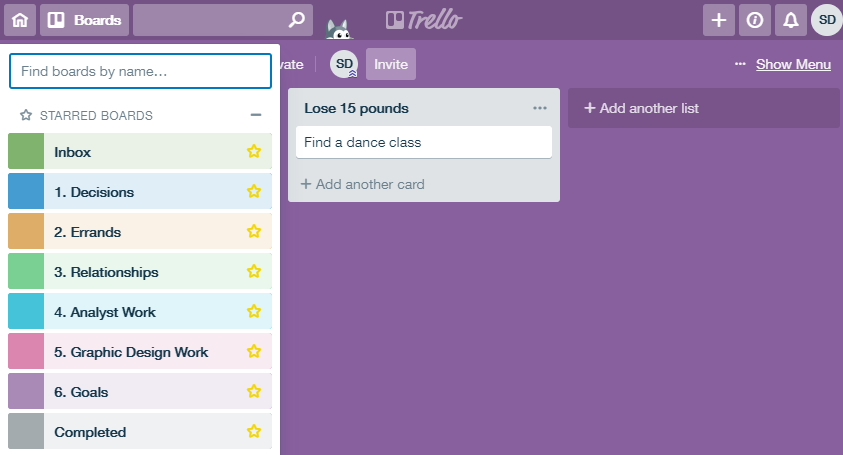 Boards
Trello
SD
Find boards by name…
vate
SD
Invite
··· Show Menu
STARRED BOARDS
Inbox
1. Decisions
2. Errands
3. Relationships
4. Analyst Work
5. Graphic Design Work
6. Goals
Completed
Lose 15 pounds ···
Find a dance class
+ Add another card
+ Add another list